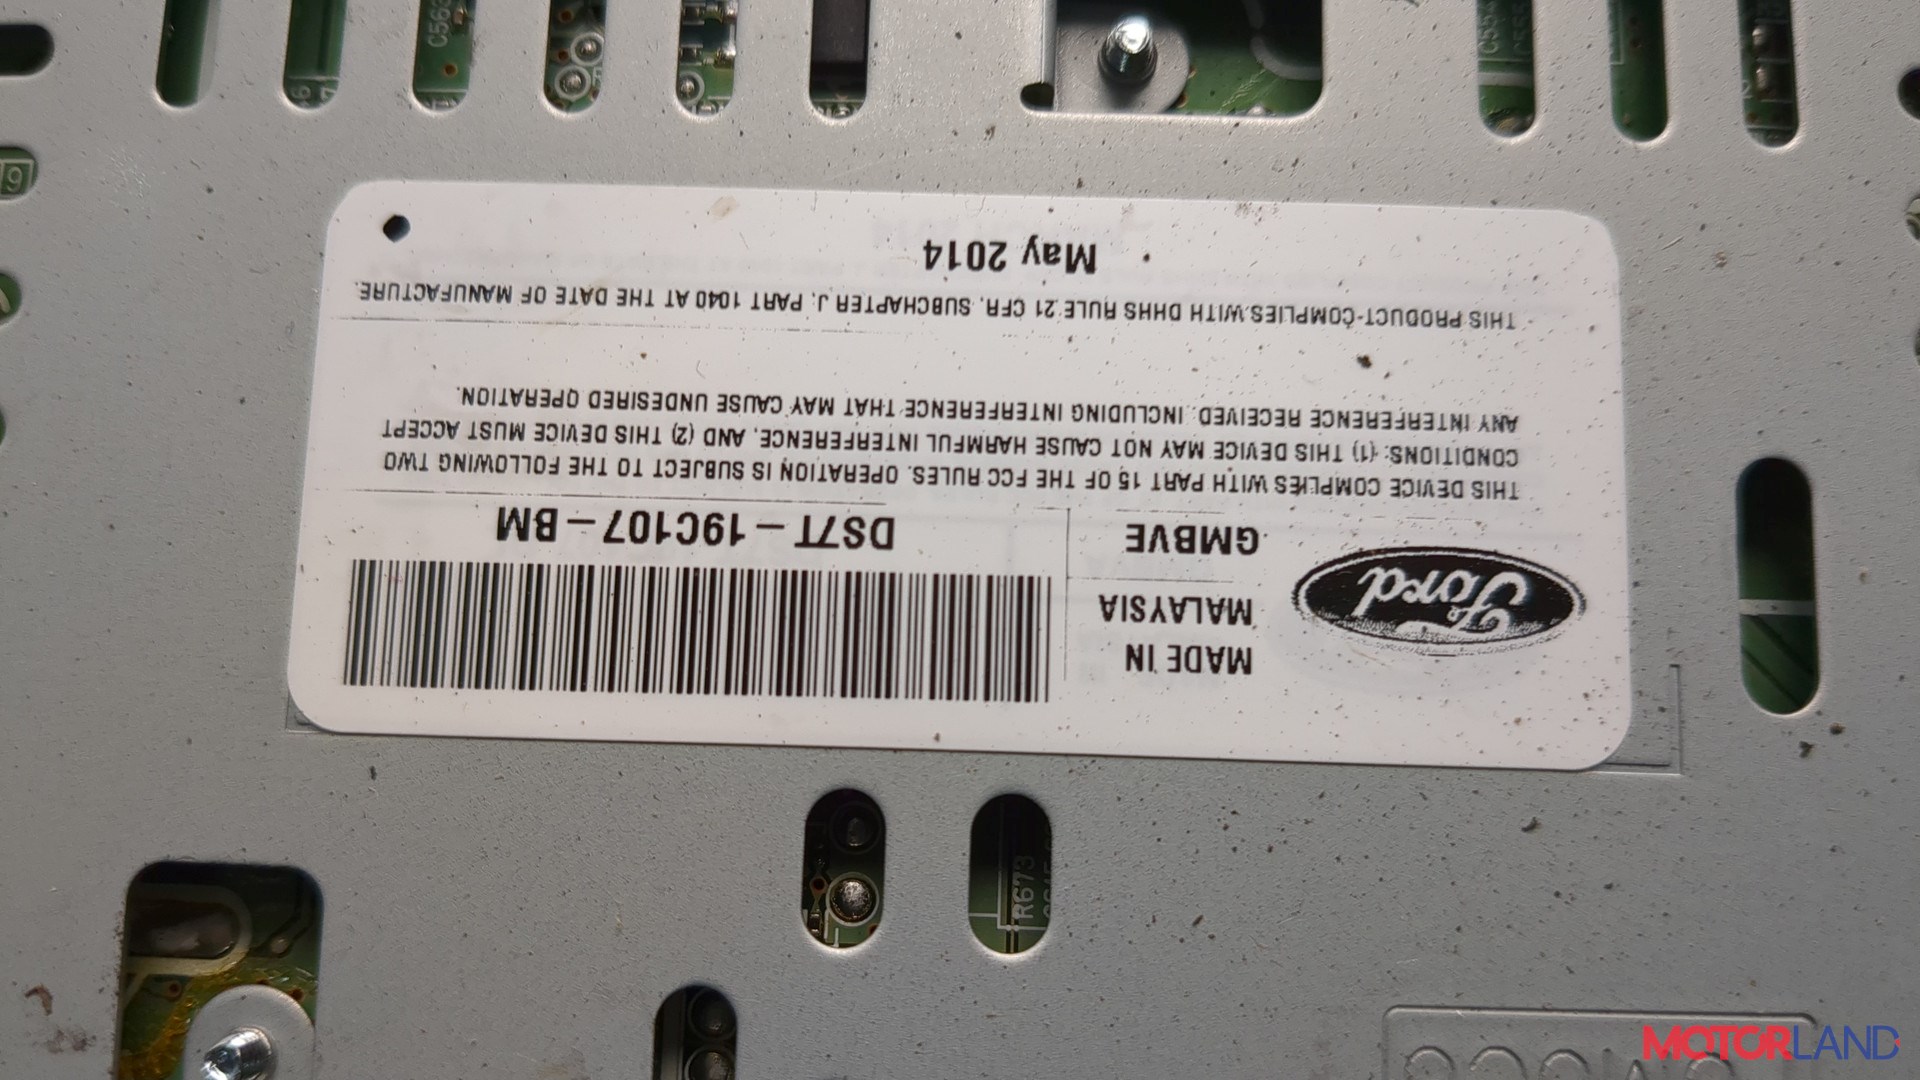 Ford
MADE IN
MALAYSIA
GMBVE
DS7T-19C107-BM
THIS DEVICE COMPLIES WITH PART 15 OF THE FCC RULES. OPERATION IS SUBJECT TO THE FOLLOWING TWO
CONDITIONS: (1) THIS DEVICE MAY NOT CAUSE HARMFUL INTERFERENCE, AND (2) THIS DEVICE MUST ACCEPT
ANY INTERFERENCE RECEIVED, INCLUDING INTERFERENCE THAT MAY CAUSE UNDESIRED OPERATION.
THIS PRODUCT COMPLIES WITH DHHS RULE 21 CFR, SUBCHAPTER J, PART 1040 AT THE DATE OF MANUFACTURE.
May 2014
R673
MOTORLAND